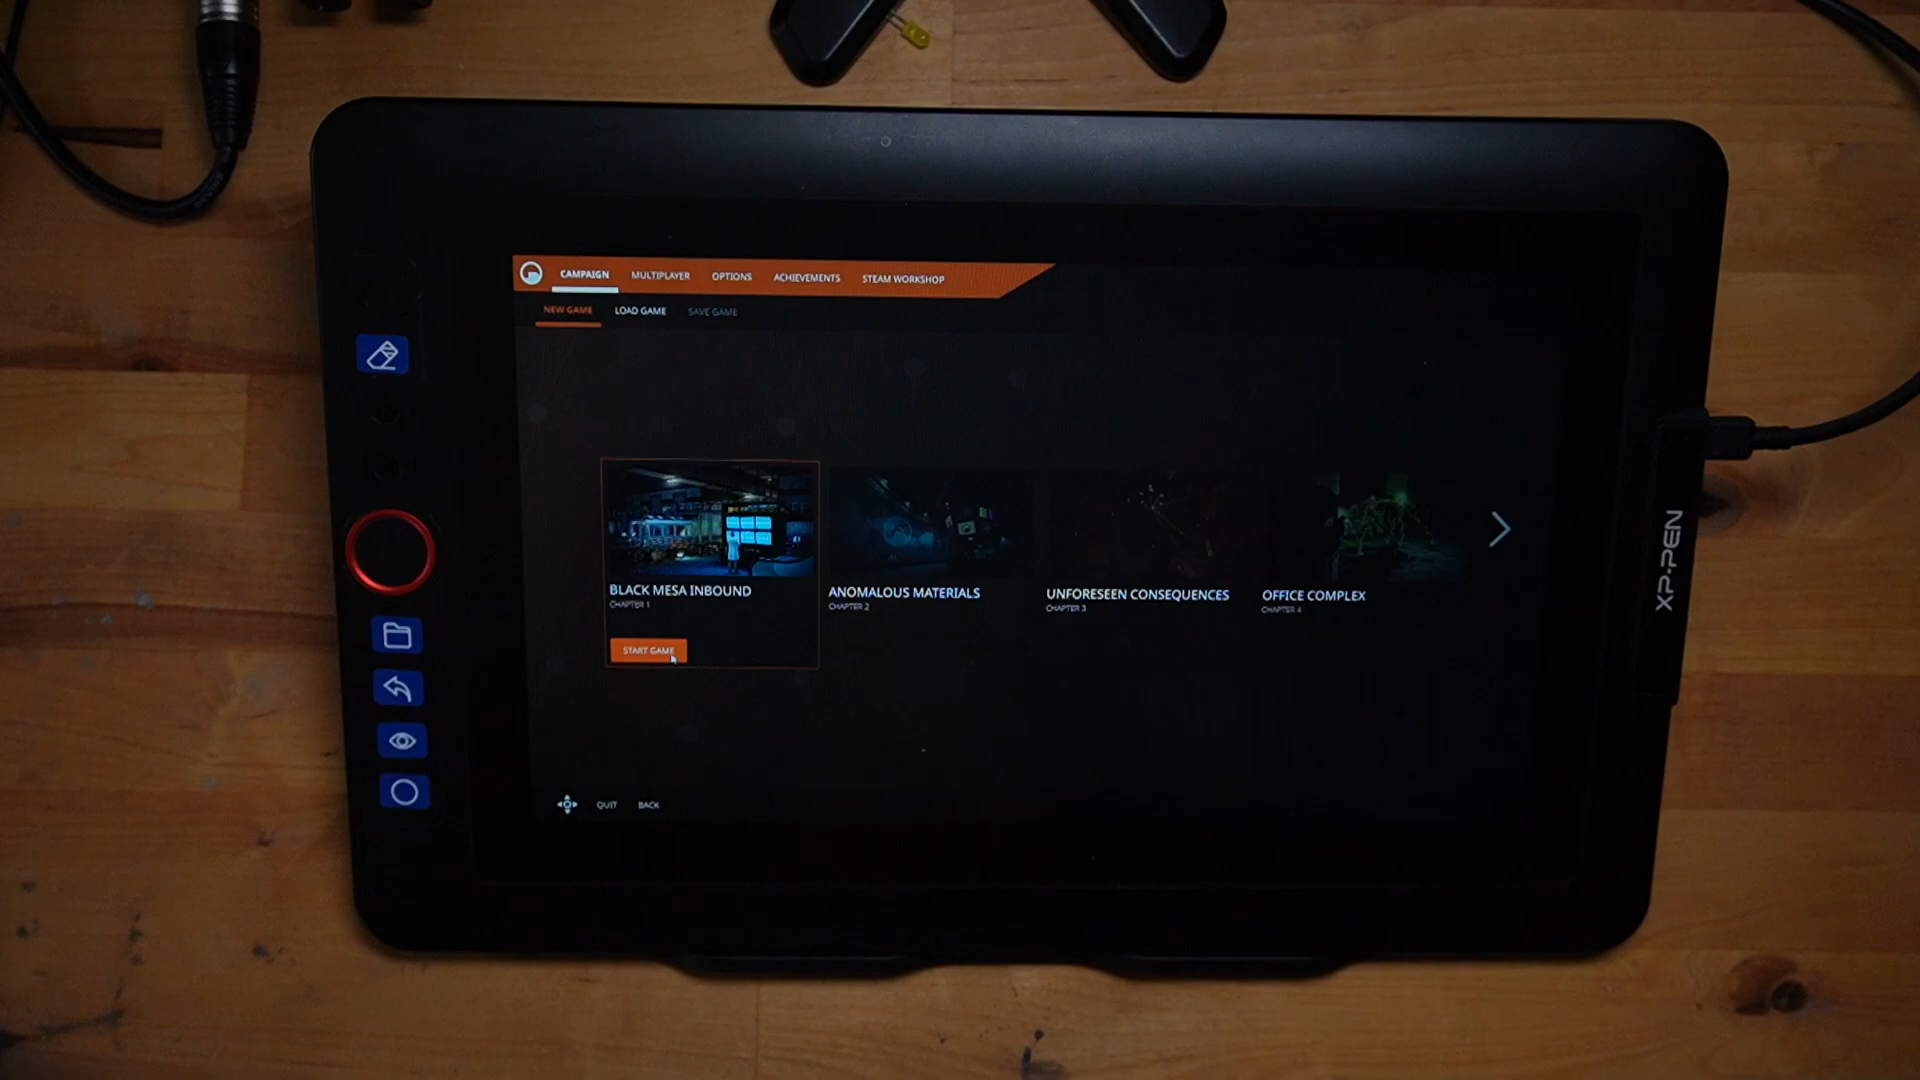 CAMPAIGN MULTIPLAYER OPTIONS ACHIEVEMENTS STEAM WORKSHOP
NEW GAME LOAD GAME SAVE GAME
BLACK MESA INBOUND
CHAPTER 1
START GAME
ANOMALOUS MATERIALS
CHAPTER 2
UNFORESEEN CONSEQUENCES
CHAPTER 3
OFFICE COMPLEX
CHAPTER 4
QUIT BACK
XP-PEN